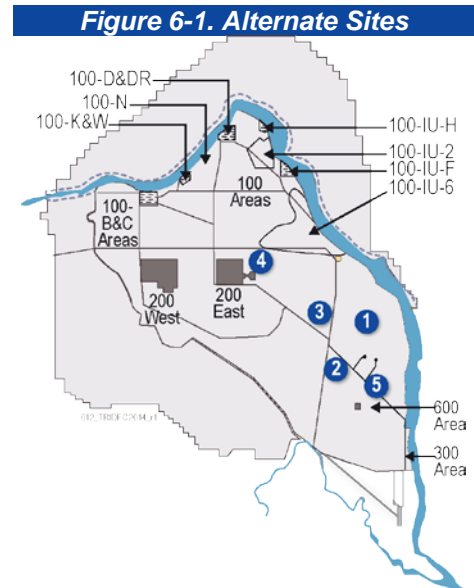 Figure 6-1. Alternate Sites
100-D&DR
100-N
100-K&W
100-IU-H
100-IU-2
100-IU-F
100-IU-6
100
Areas
100-
B&C
Areas
4
200
West
200
East
3
1
2
5
012_TRIDEC2014_r1
600
Area
300
Area